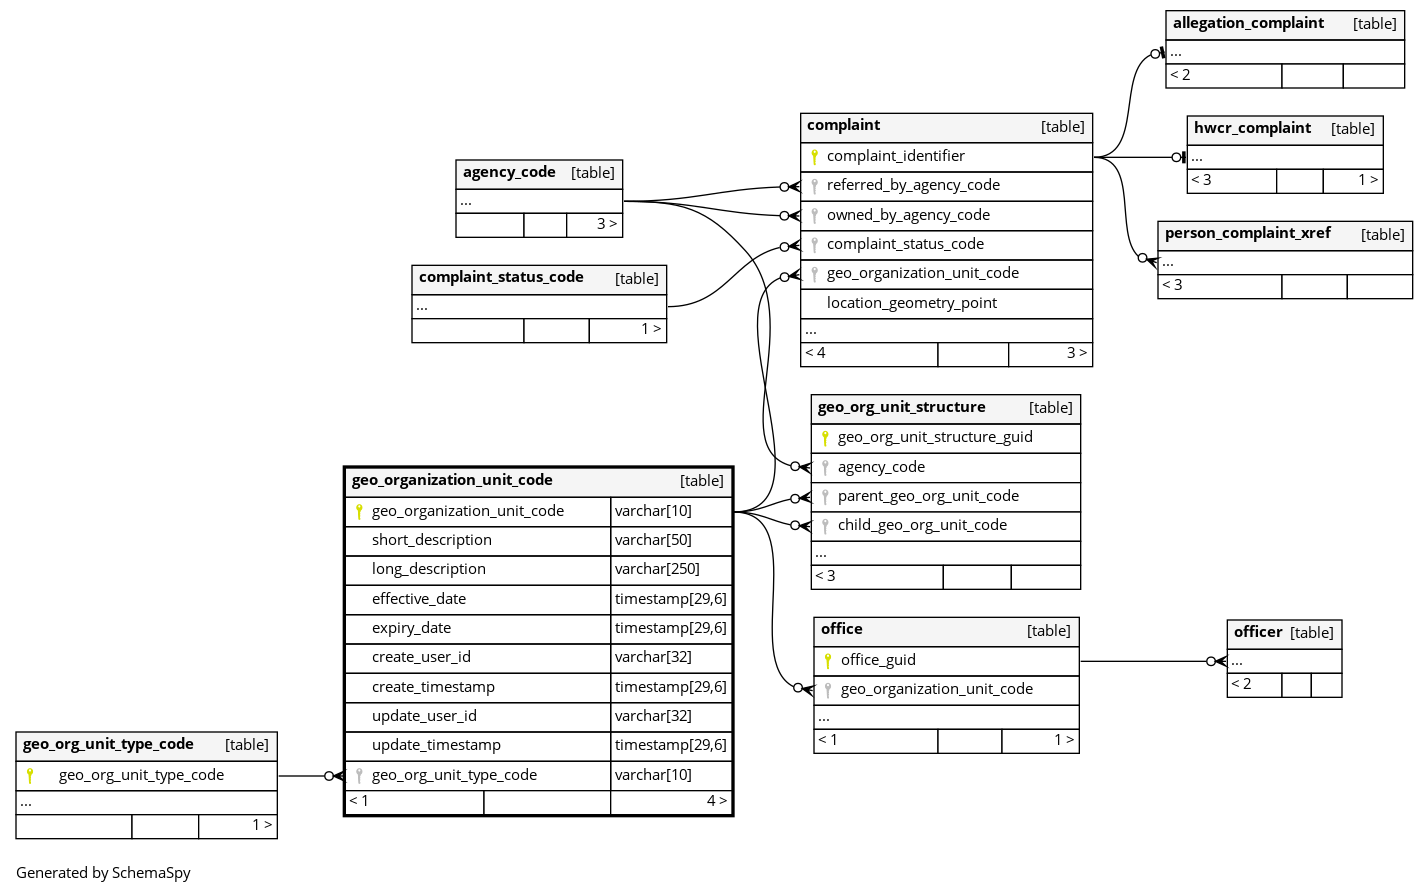 allegation_complaint [table]
...
< 2
hwcr_complaint [table]
...
< 3 1 >
person_complaint_xref [table]
...
< 3
complaint [table]
complaint_identifier
referred_by_agency_code
owned_by_agency_code
complaint_status_code
geo_organization_unit_code
location_geometry_point
...
< 4 3 >
agency_code [table]
...
3 >
complaint_status_code [table]
...
1 >
geo_org_unit_structure [table]
geo_org_unit_structure_guid
agency_code
parent_geo_org_unit_code
child_geo_org_unit_code
...
< 3
geo_organization_unit_code [table]
geo_organization_unit_code varchar[10]
short_description varchar[50]
long_description varchar[250]
effective_date timestamp[29,6]
expiry_date timestamp[29,6]
create_user_id varchar[32]
create_timestamp timestamp[29,6]
update_user_id varchar[32]
update_timestamp timestamp[29,6]
geo_org_unit_type_code varchar[10]
< 1 4 >
office [table]
office_guid
geo_organization_unit_code
...
< 1 1 >
officer [table]
...
< 2
geo_org_unit_type_code [table]
geo_org_unit_type_code
...
1 >
Generated by SchemaSpy